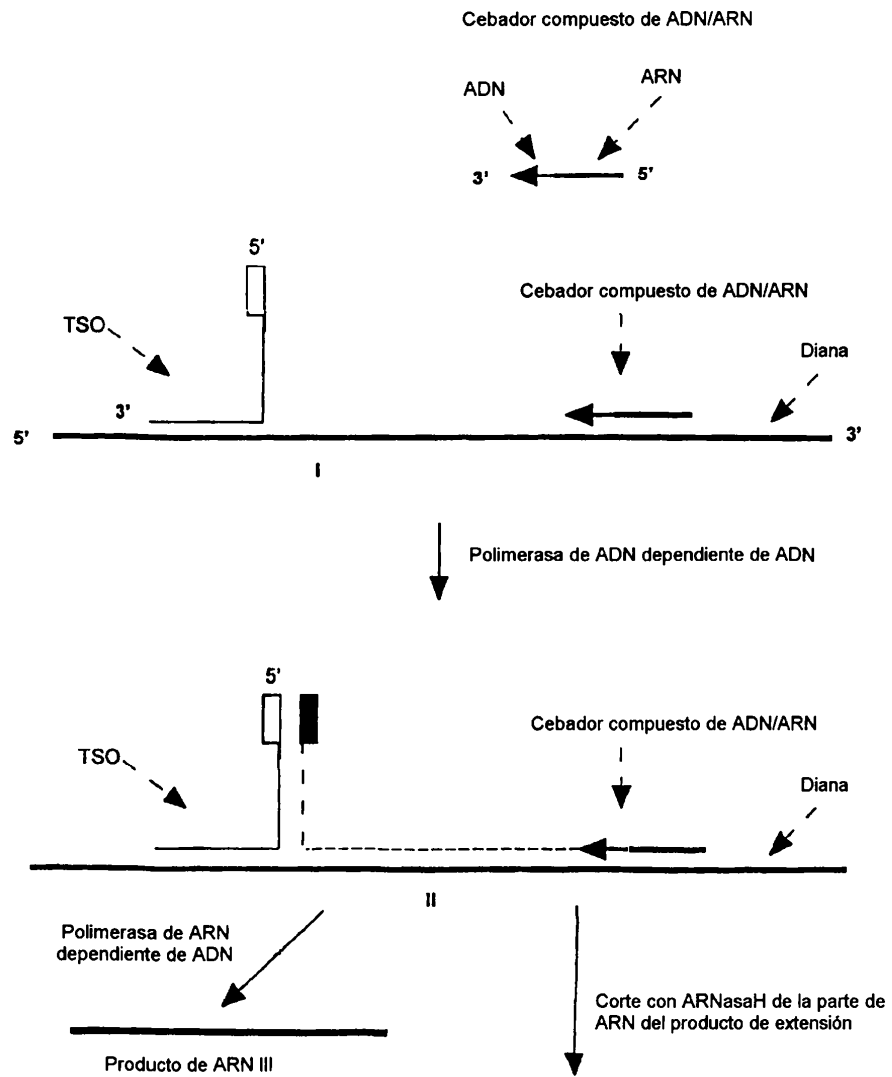 Cebador compuesto de ADN/ARN
ADN
ARN
3'
5'
5'
Cebador compuesto de ADN/ARN
TSO
Diana
3'
5'
3'
I
Polimerasa de ADN dependiente de ADN
5'
Cebador compuesto de ADN/ARN
TSO
Diana
II
Polimerasa de ARN
dependiente de ADN
Corte con ARNasaH de la parte de
ARN del producto de extensión
Producto de ARN III